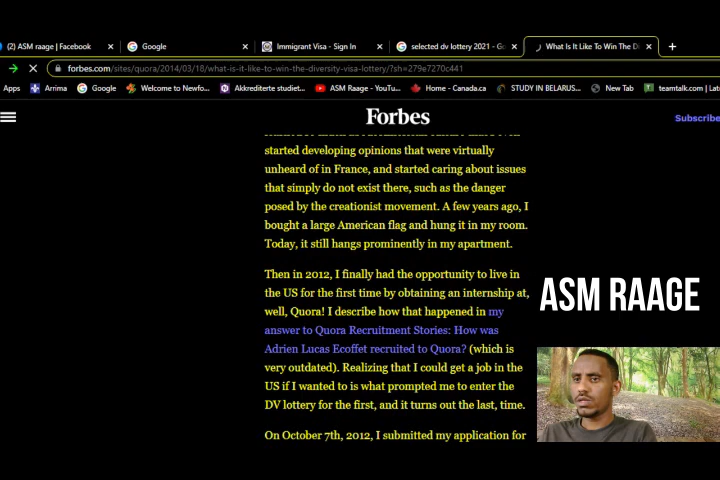 (2) ASM raage | Facebook
Google
Immigrant Visa - Sign In
selected dv lottery 2021 - Go
What Is It Like To Win The Di
forbes.com/sites/quora/2014/03/18/what-is-it-like-to-win-the-diversity-visa-lottery/?sh=279e7270c441
Apps
Arrima
Google
Welcome to Newfo...
Akkrediterte studiet...
ASM Raage - YouTu...
Home - Canada.ca
STUDY IN BELARUS...
New Tab
teamtalk.com | Late
Forbes
Subscribe
started developing opinions that were virtually
unheard of in France, and started caring about issues
that simply do not exist there, such as the danger
posed by the creationist movement. A few years ago, I
bought a large American flag and hung it in my room.
Today, it still hangs prominently in my apartment.
Then in 2012, I finally had the opportunity to live in
the US for the first time by obtaining an internship at,
well, Quora! I describe how that happened in my
answer to Quora Recruitment Stories: How was
Adrien Lucas Ecoffet recruited to Quora? (which is
very outdated). Realizing that I could get a job in the
US if I wanted to is what prompted me to enter the
DV lottery for the first, and it turns out the last, time.
On October 7th, 2012, I submitted my application for
ASM RAAGE